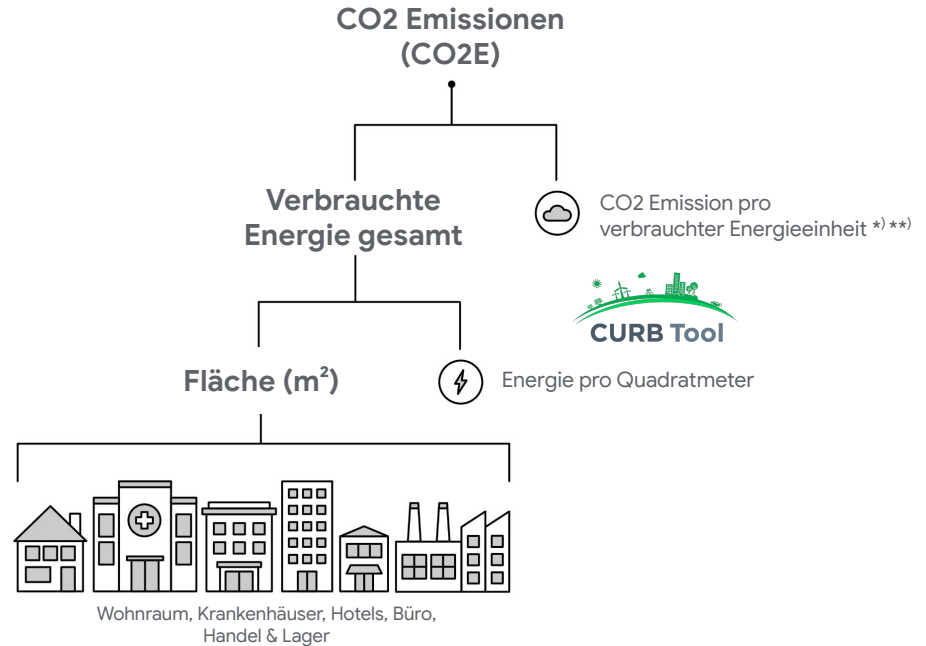 CO2 Emissionen
(CO2E)
Verbrauchte
Energie gesamt
CO2 Emission pro
verbrauchter Energieeinheit *) **)
CURB Tool
Fläche (m²)
Energie pro Quadratmeter
Wohnraum, Krankenhäuser, Hotels, Büro,
Handel & Lager